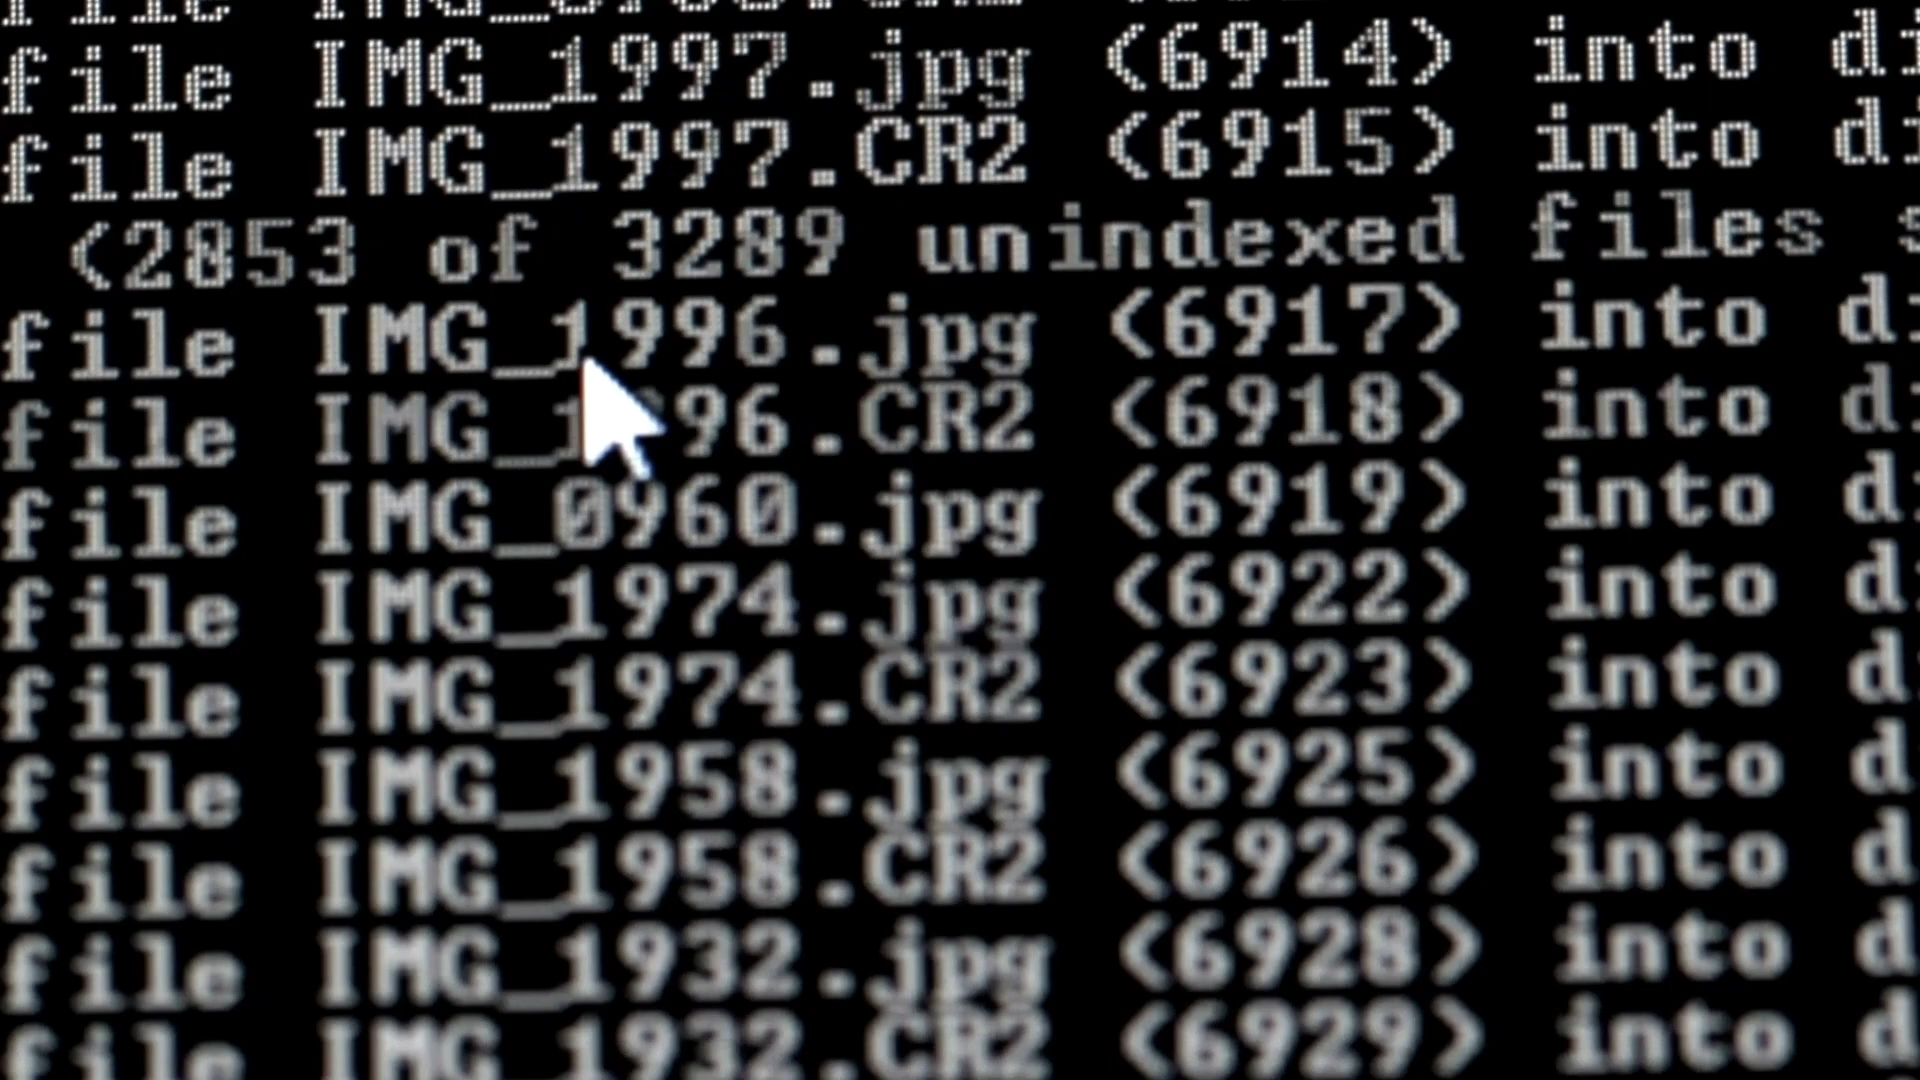 file IMG_1997.jpg (6914) into
file IMG_1997.CR2 (6915) into
(2853 of 3289 unindexed files
file IMG_1996.jpg (6917) into
file (6918) into
file IMG_0960.jpg (6919) into
file IMG_1974.jpg (6922) into
file IMG_1974.CR2 (6923) into
file IMG_1958.jpg (6925) into
file IMG_1958.CR2 (6926) into
file IMG_1932.jpg (6928) into
file IMG_1932.CR2 (6929) into